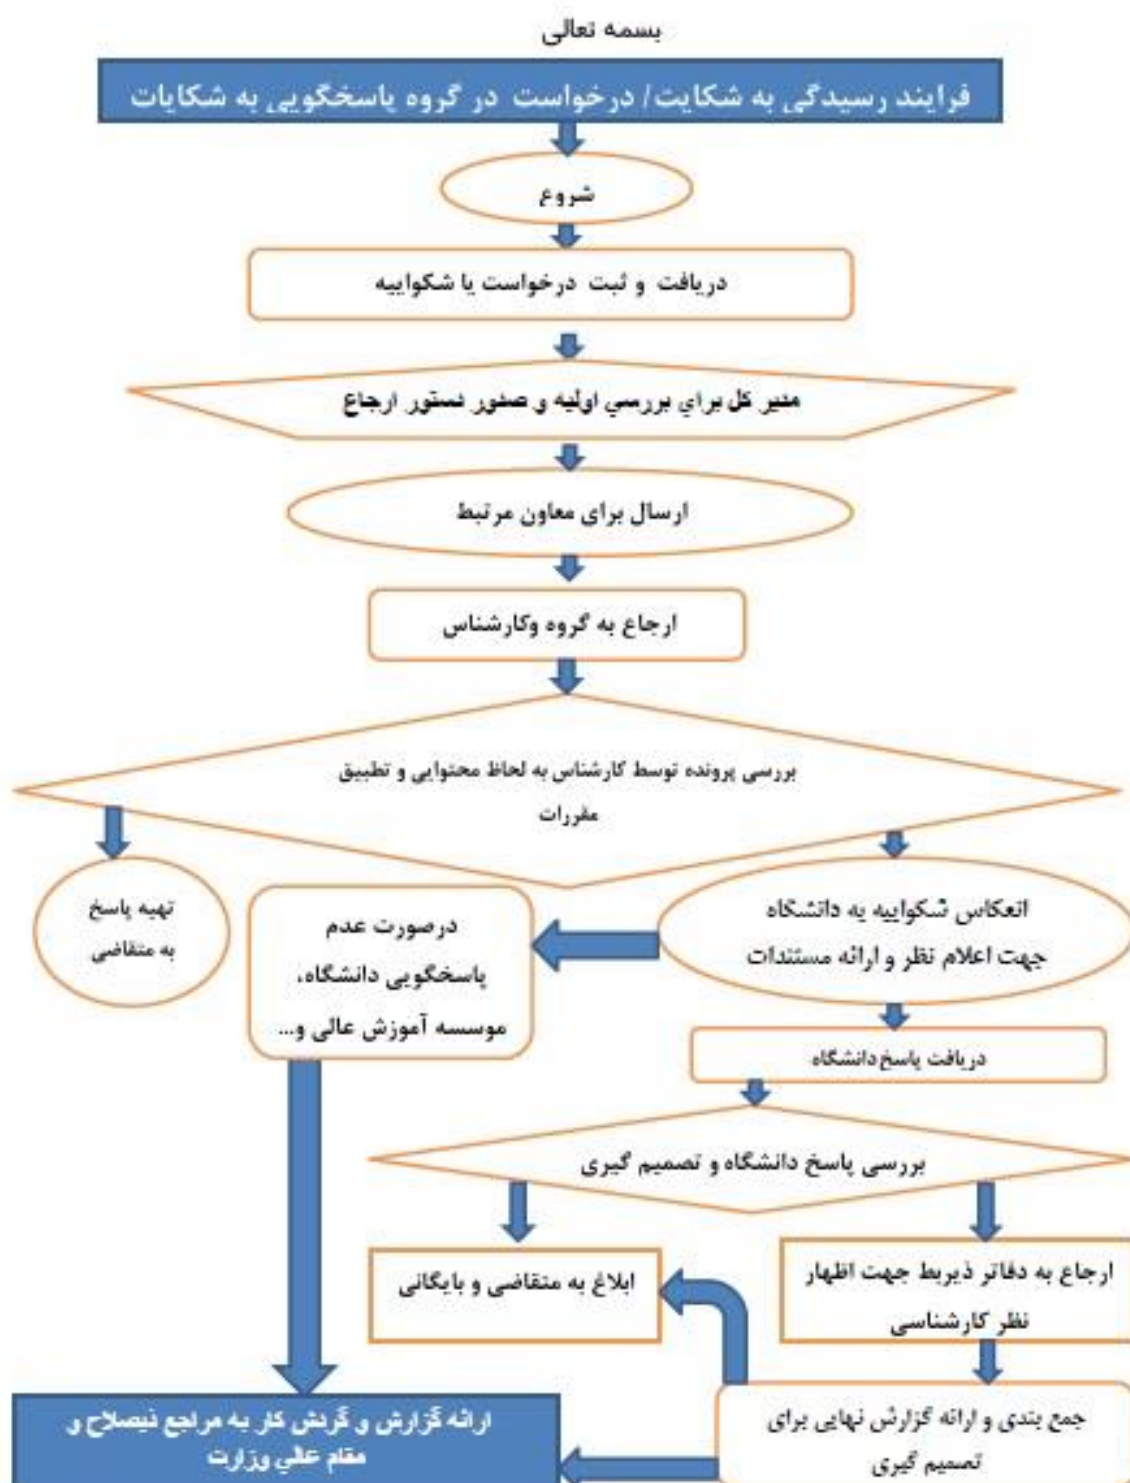 بسمه تعالی
فرایند رسیدگی به شکایت/ درخواست در گروه پاسخگویی به شکایات
شروع
دریافت و ثبت درخواست یا شکواییه
مدیر کل برای بررسی اولیه و صدور دستور ارجاع
ارسال برای معاون مرتبط
ارجاع به گروه وکارشناس
بررسی پرونده توسط کارشناس به لحاظ محتوایی و تطبیق
مقررات
تهیه پاسخ
به متقاضی
انعکاس شکواییه به دانشگاه
جهت اعلام نظر و ارائه مستندات
درصورت عدم
پاسخگویی دانشگاه،
موسسه آموزش عالی و...
دریافت پاسخ دانشگاه
بررسی پاسخ دانشگاه و تصمیم گیری
ارجاع به دفاتر ذیربط جهت اظهار
نظر کارشناسی
ابلاغ به متقاضی و بایگانی
جمع بندی و ارائه گزارش نهایی برای
تصمیم گیری
ارائه گزارش و گردش کار به مراجع ذیصلاح و
مقام عالی وزارت